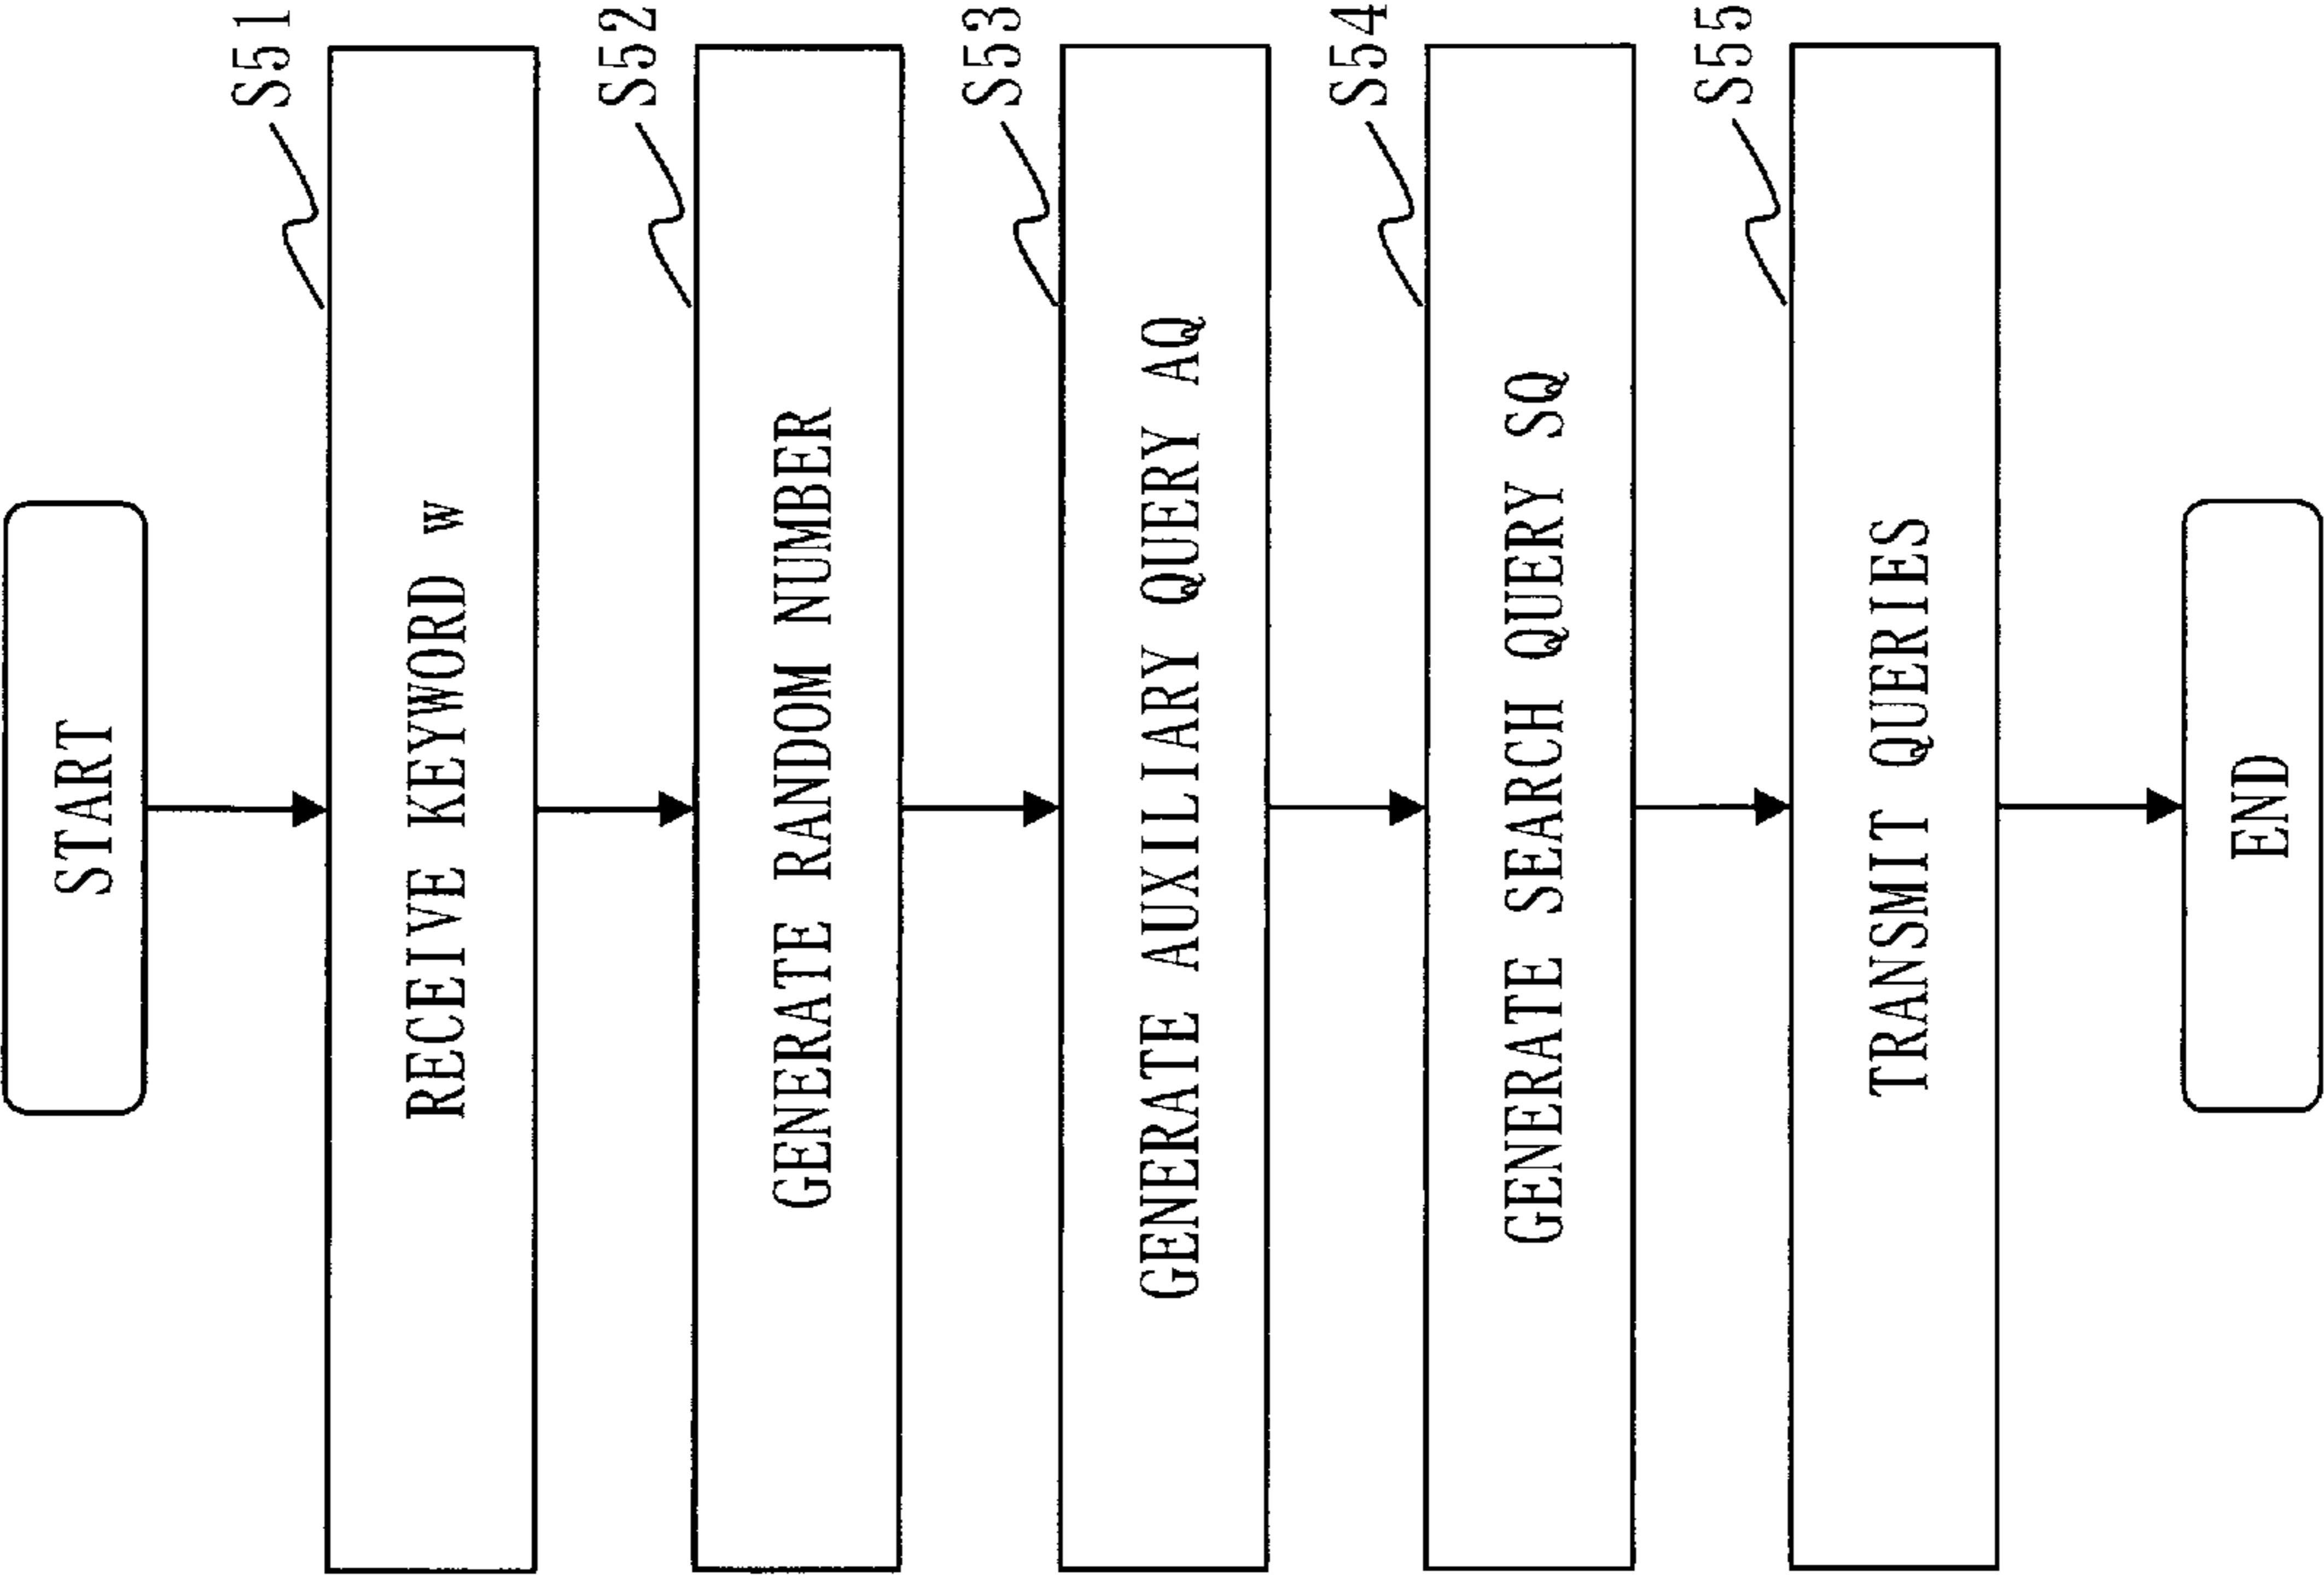 START
S51
RECEIVE KEYWORD w
S52
GENERATE RANDOM NUMBER
S53
GENERATE AUXILIARY QUERY AQ
S54
GENERATE SEARCH QUERY SQ
S55
TRANSMIT QUERIES
END